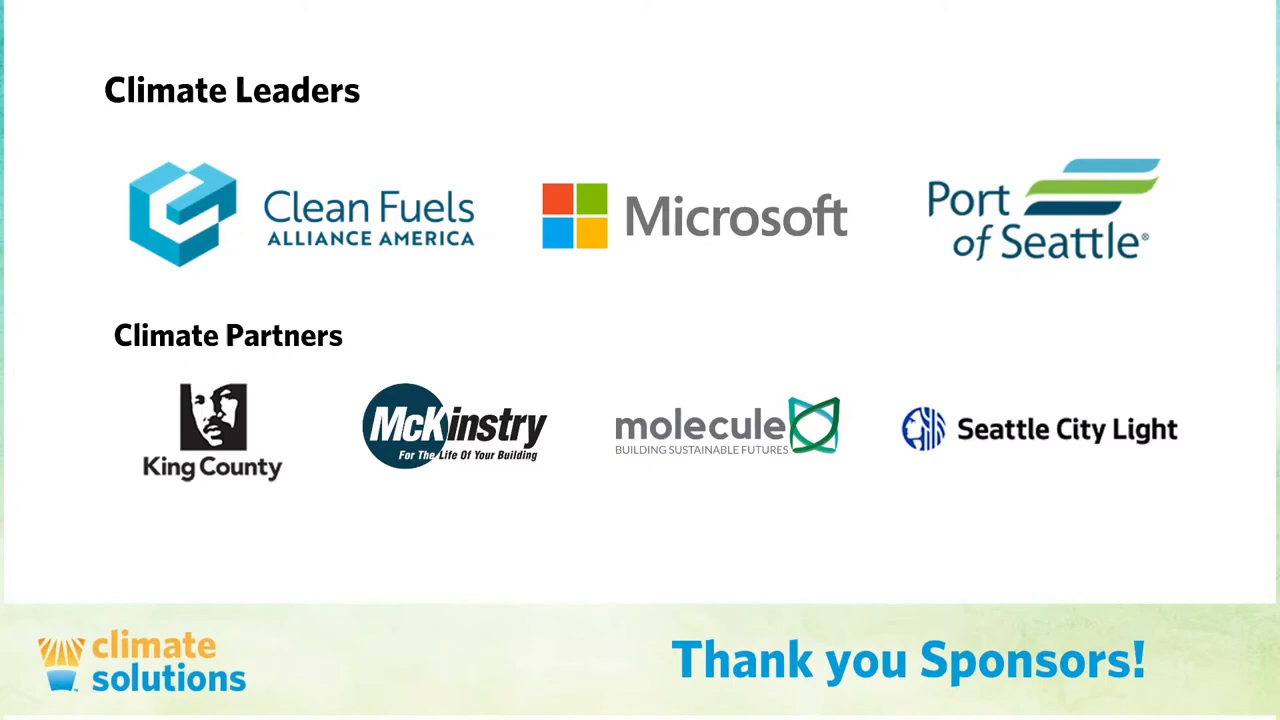 Climate Leaders
Clean Fuels
ALLIANCE AMERICA
Microsoft
Port
of Seattle®
Climate Partners
King County
McKinstry
For The Life Of Your Building
molecule
BUILDING SUSTAINABLE FUTURES
Seattle City Light
climate
solutions
Thank you Sponsors!